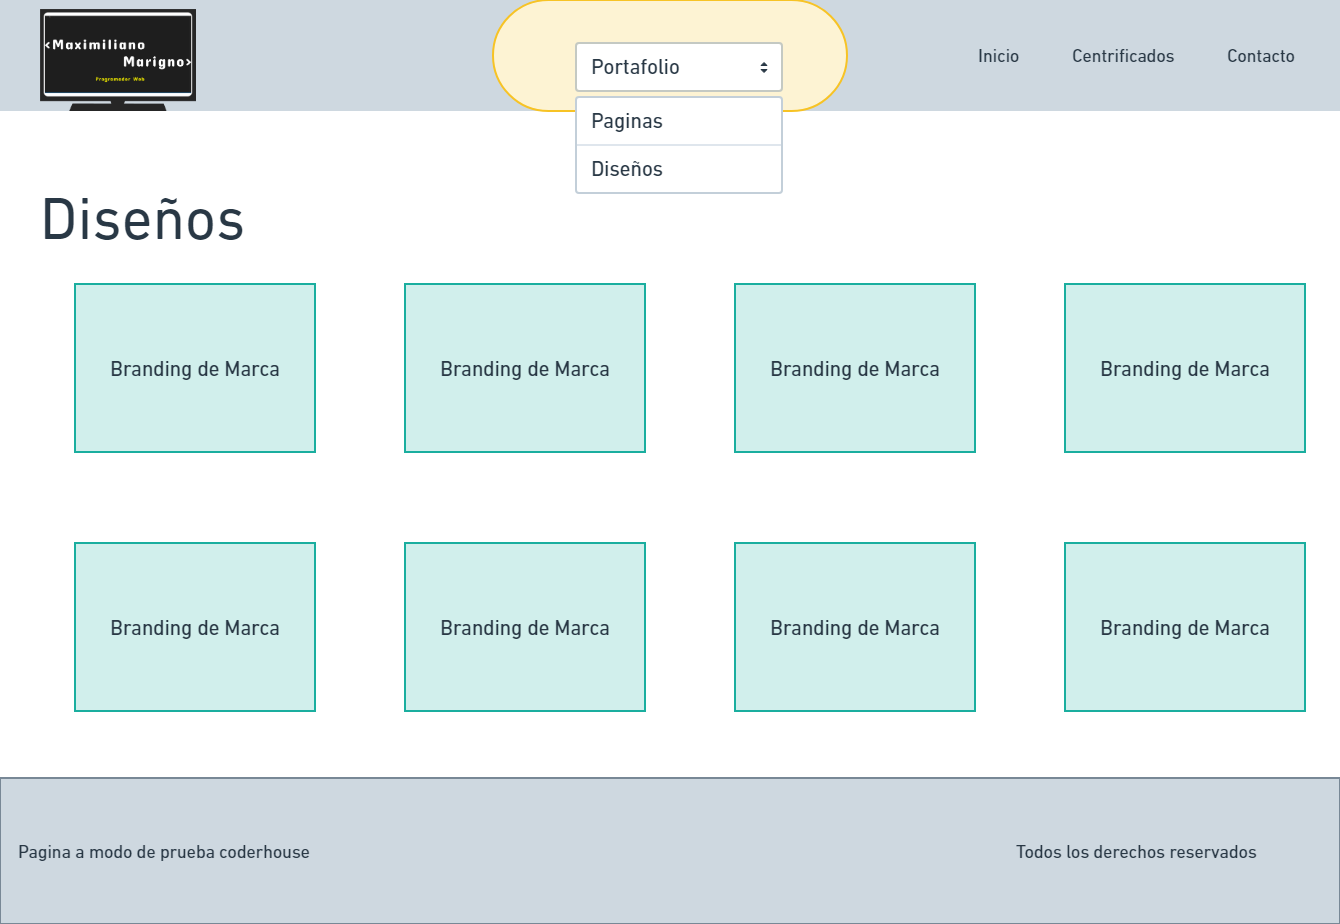 <Maximiliano
Marigno>
Programador Web
Portafolio
Inicio
Centrificados
Contacto
Paginas
Diseños
Diseños
Branding de Marca
Branding de Marca
Branding de Marca
Branding de Marca
Branding de Marca
Branding de Marca
Branding de Marca
Branding de Marca
Pagina a modo de prueba coderhouse
Todos los derechos reservados